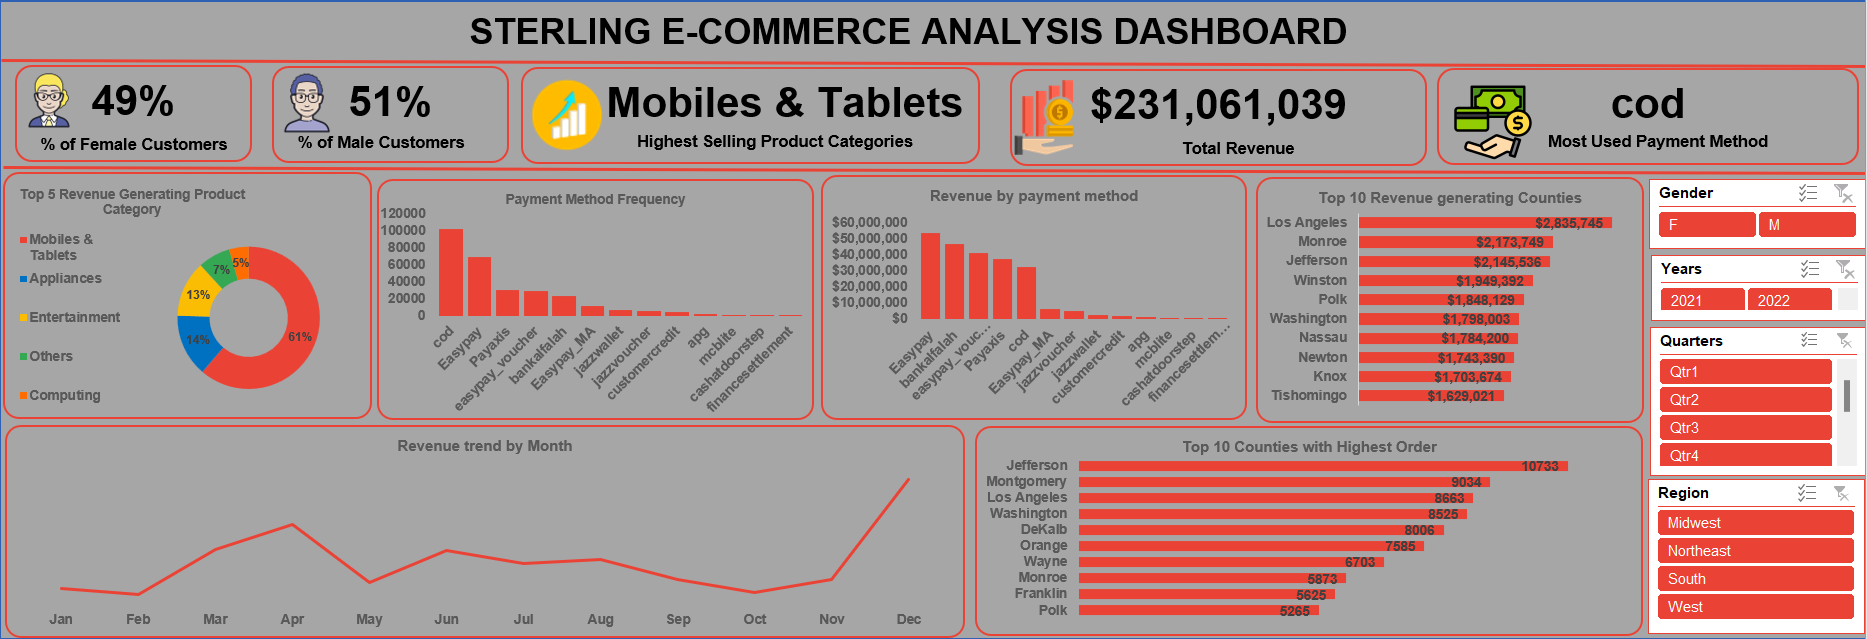 STERLING E-COMMERCE ANALYSIS DASHBOARD
49%
% of Female Customers
51%
% of Male Customers
Mobiles & Tablets
Highest Selling Product Categories
$231,061,039
Total Revenue
cod
Most Used Payment Method
Top 5 Revenue Generating Product
Category
Mobiles &
Tablets
Appliances
Entertainment
Others
Computing
61%
14%
13%
7%
5%
Payment Method Frequency
120000
100000
80000
60000
40000
20000
0
cod
Easypay
Payaxis
easypay_voucher
bankalfalah
Easypay_MA
jazzwallet
jazzvoucher
customercredit
apg
mcblite
cashatdoorstep
financesettlement
Revenue by payment method
$60,000,000
$50,000,000
$40,000,000
$30,000,000
$20,000,000
$10,000,000
$0
Easypay
bankalfalah
easypay_vouc...
Payaxis
cod
Easypay_MA
jazzvoucher
jazzwallet
customercredit
apg
mcblite
cashatdoorstep
financesettlem...
Top 10 Revenue generating Counties
Los Angeles $2,835,745
Monroe $2,173,749
Jefferson $2,145,536
Winston $1,949,392
Polk $1,848,129
Washington $1,798,003
Nassau $1,784,200
Newton $1,743,390
Knox $1,703,674
Tishomingo $1,629,021
Gender
F M
Years
2021 2022
Quarters
Qtr1
Qtr2
Qtr3
Qtr4
Region
Midwest
Northeast
South
West
Revenue trend by Month
Jan Feb Mar Apr May Jun Jul Aug Sep Oct Nov Dec
Top 10 Counties with Highest Order
Jefferson 10733
Montgomery 9034
Los Angeles 8663
Washington 8525
DeKalb 8006
Orange 7585
Wayne 6703
Monroe 5873
Franklin 5625
Polk 5265